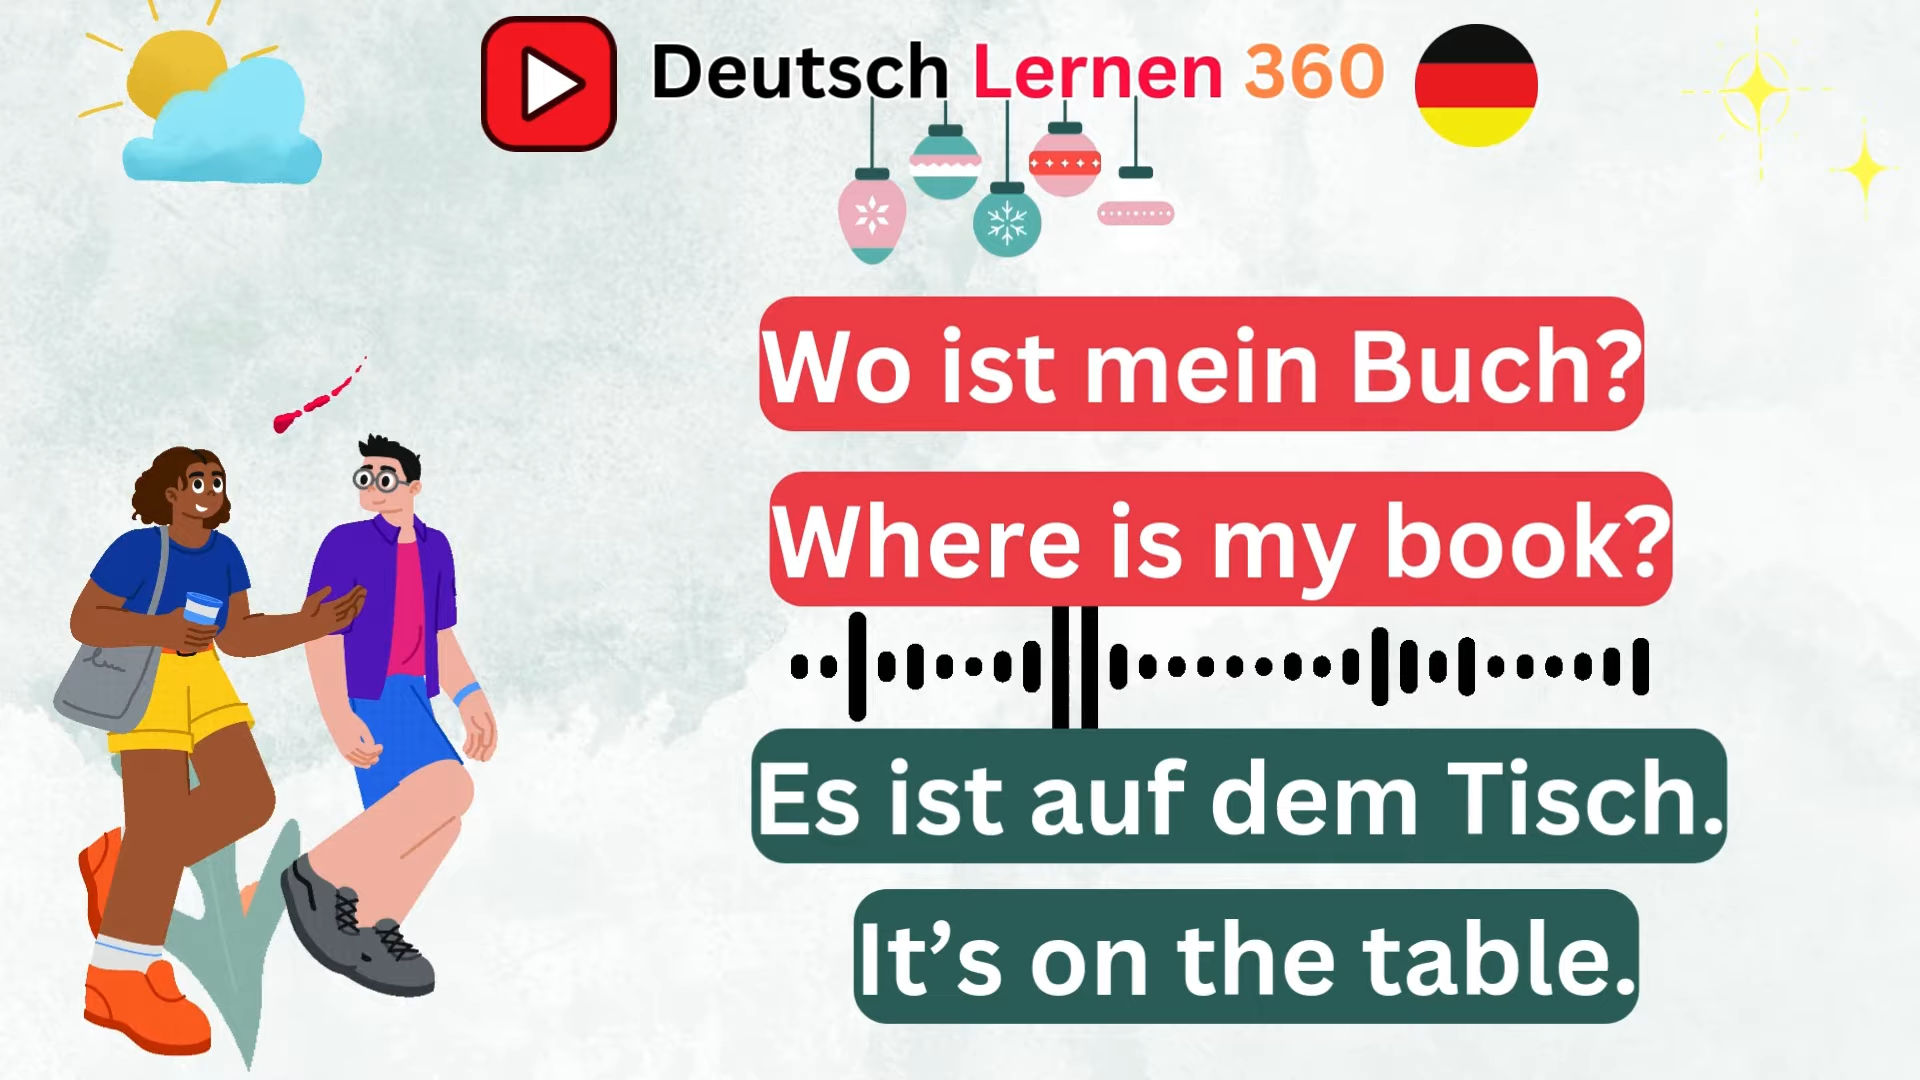 Deutsch Lernen 360
Wo ist mein Buch?
Where is my book?
Es ist auf dem Tisch.
It’s on the table.